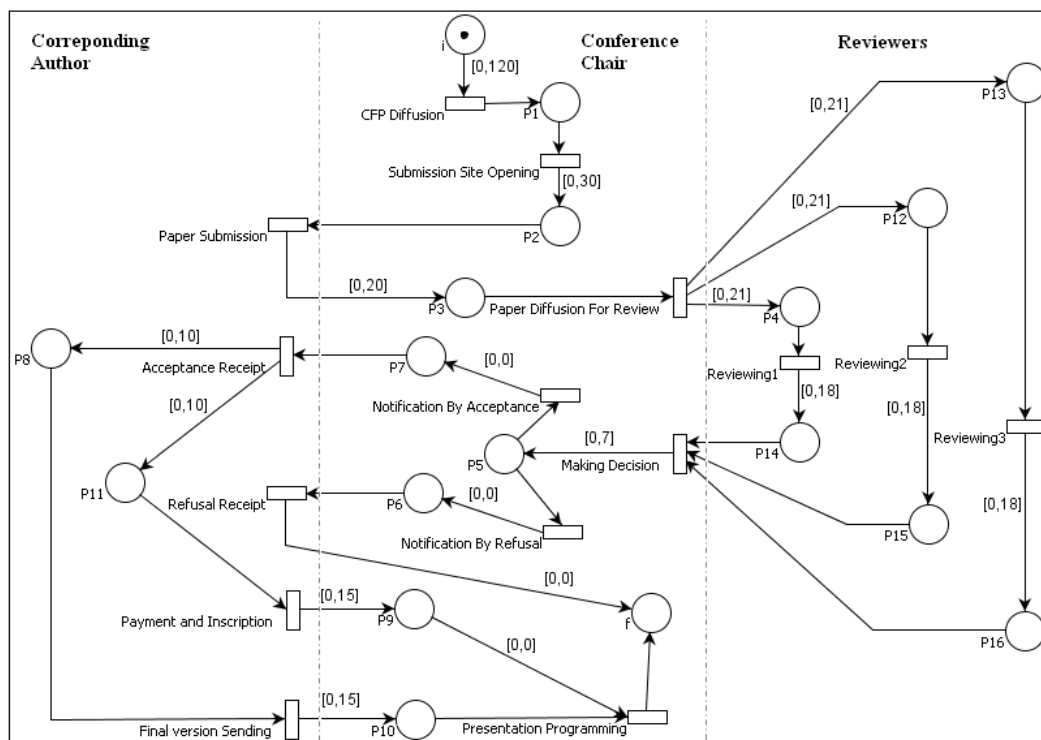 Correponding
Author
Conference
Chair
Reviewers
i
[0,120]
CFP Diffusion
P1
Submission Site Opening
[0,30]
P2
Paper Submission
[0,20]
P3
Paper Diffusion For Review
[0,21]
P13
[0,21]
P12
[0,21]
P4
Reviewing1
[0,18]
P14
Reviewing2
[0,18]
P15
Reviewing3
[0,18]
P16
Making Decision
[0,7]
P5
Notification By Acceptance
[0,0]
P7
Acceptance Receipt
[0,10]
P8
[0,10]
P11
Notification By Refusal
[0,0]
P6
Refusal Receipt
[0,0]
f
Payment and Inscription
[0,15]
P9
[0,0]
Final version Sending
[0,15]
P10
Presentation Programming